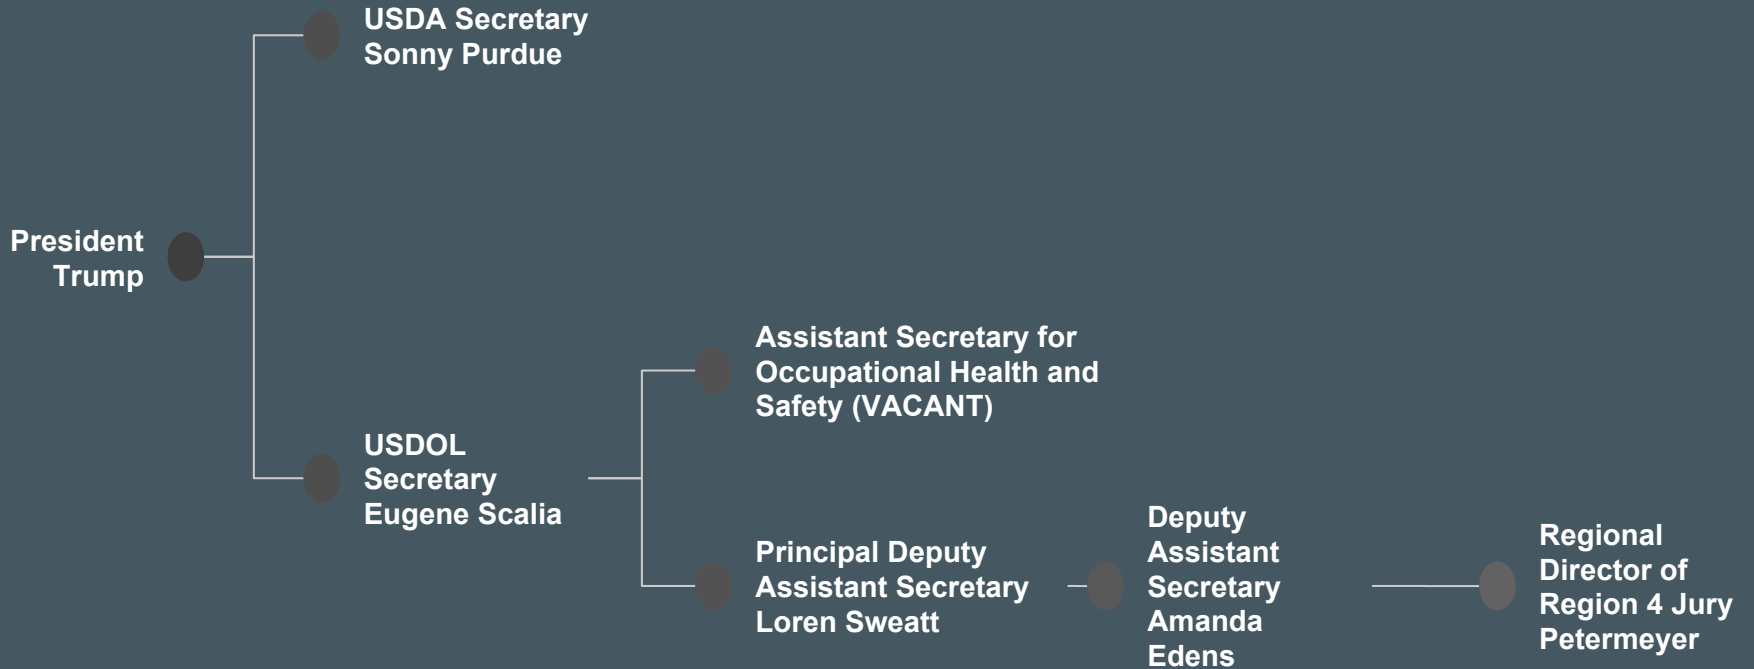 USDA Secretary
Sonny Purdue
President
Trump
Assistant Secretary for
Occupational Health and
Safety (VACANT)
USDOL
Secretary
Eugene Scalia
Principal Deputy
Assistant Secretary
Loren Sweatt
Deputy
Assistant
Secretary
Amanda
Edens
Regional
Director of
Region 4 Jury
Petermeyer